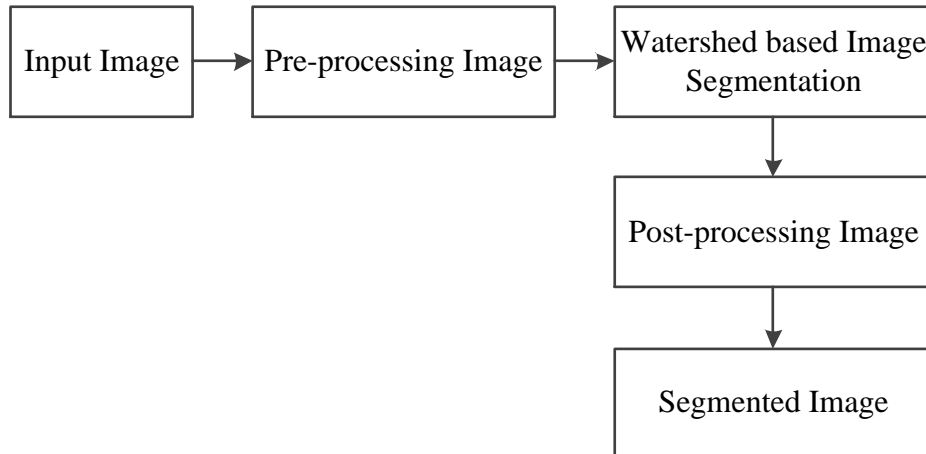 Input Image
Pre-processing Image
Watershed based Image
Segmentation
Post-processing Image
Segmented Image